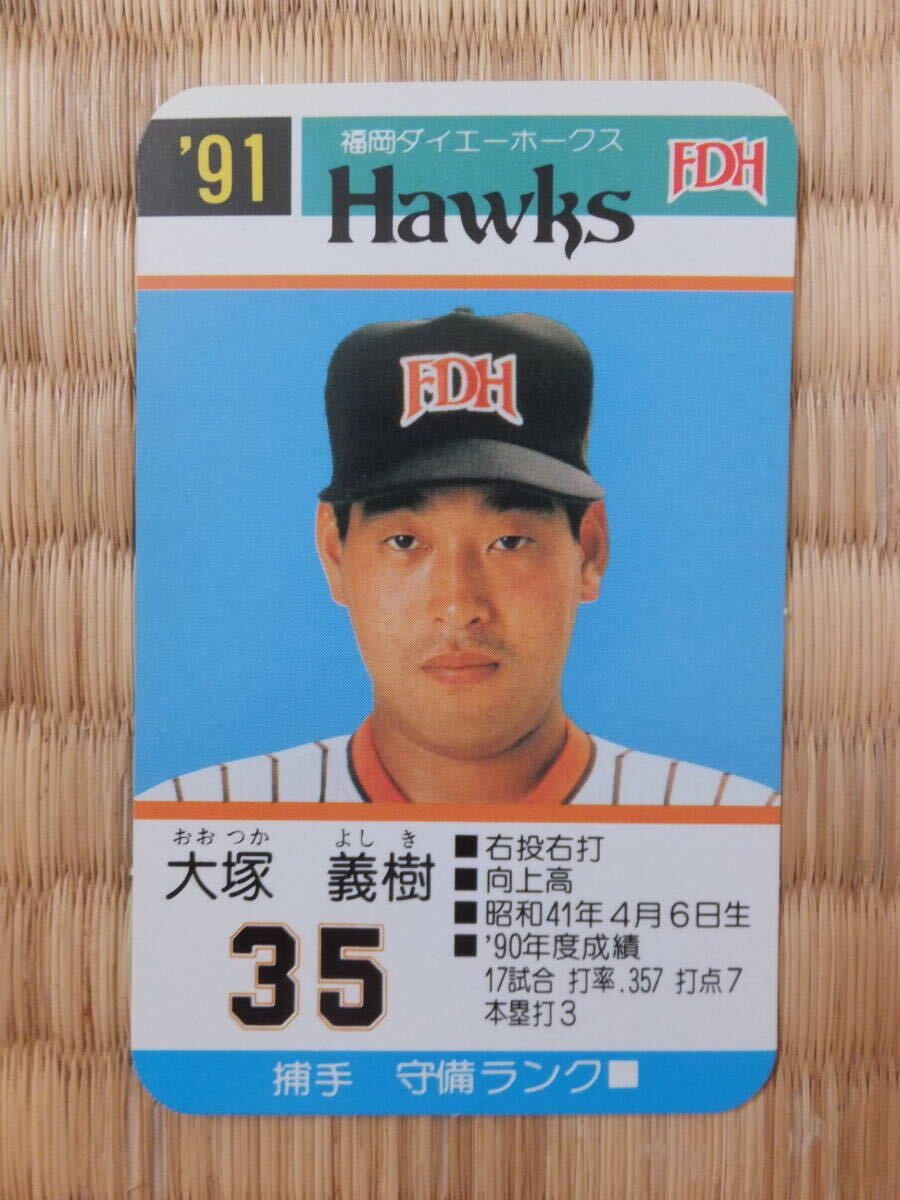 '91
福岡ダイエーホークス
Hawks
FDH
FDH
おおつか よしき
大塚 義樹
35
■右投右打
■向上高
■昭和41年4月6日生
■'90年度成績
17試合 打率.357 打点7
本塁打3
捕手 守備ランク■